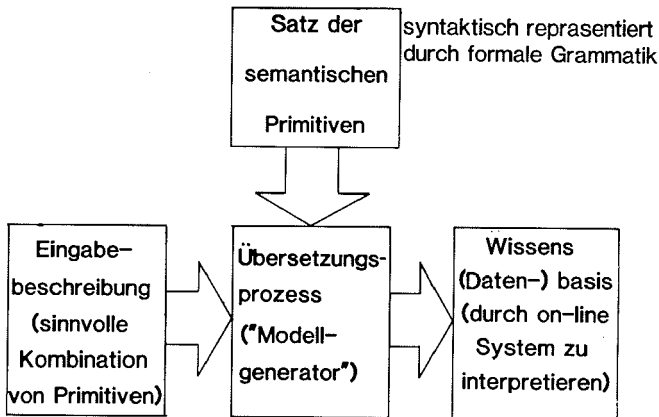 Satz der
semantischen
Primitiven
syntaktisch reprasentiert
durch formale Grammatik
Eingabe-
beschreibung
(sinnvolle
Kombination
von Primitiven)
Übersetzungs-
prozess
("Modell-
generator")
Wissens
(Daten-) basis
(durch on-line
System zu
interpretieren)